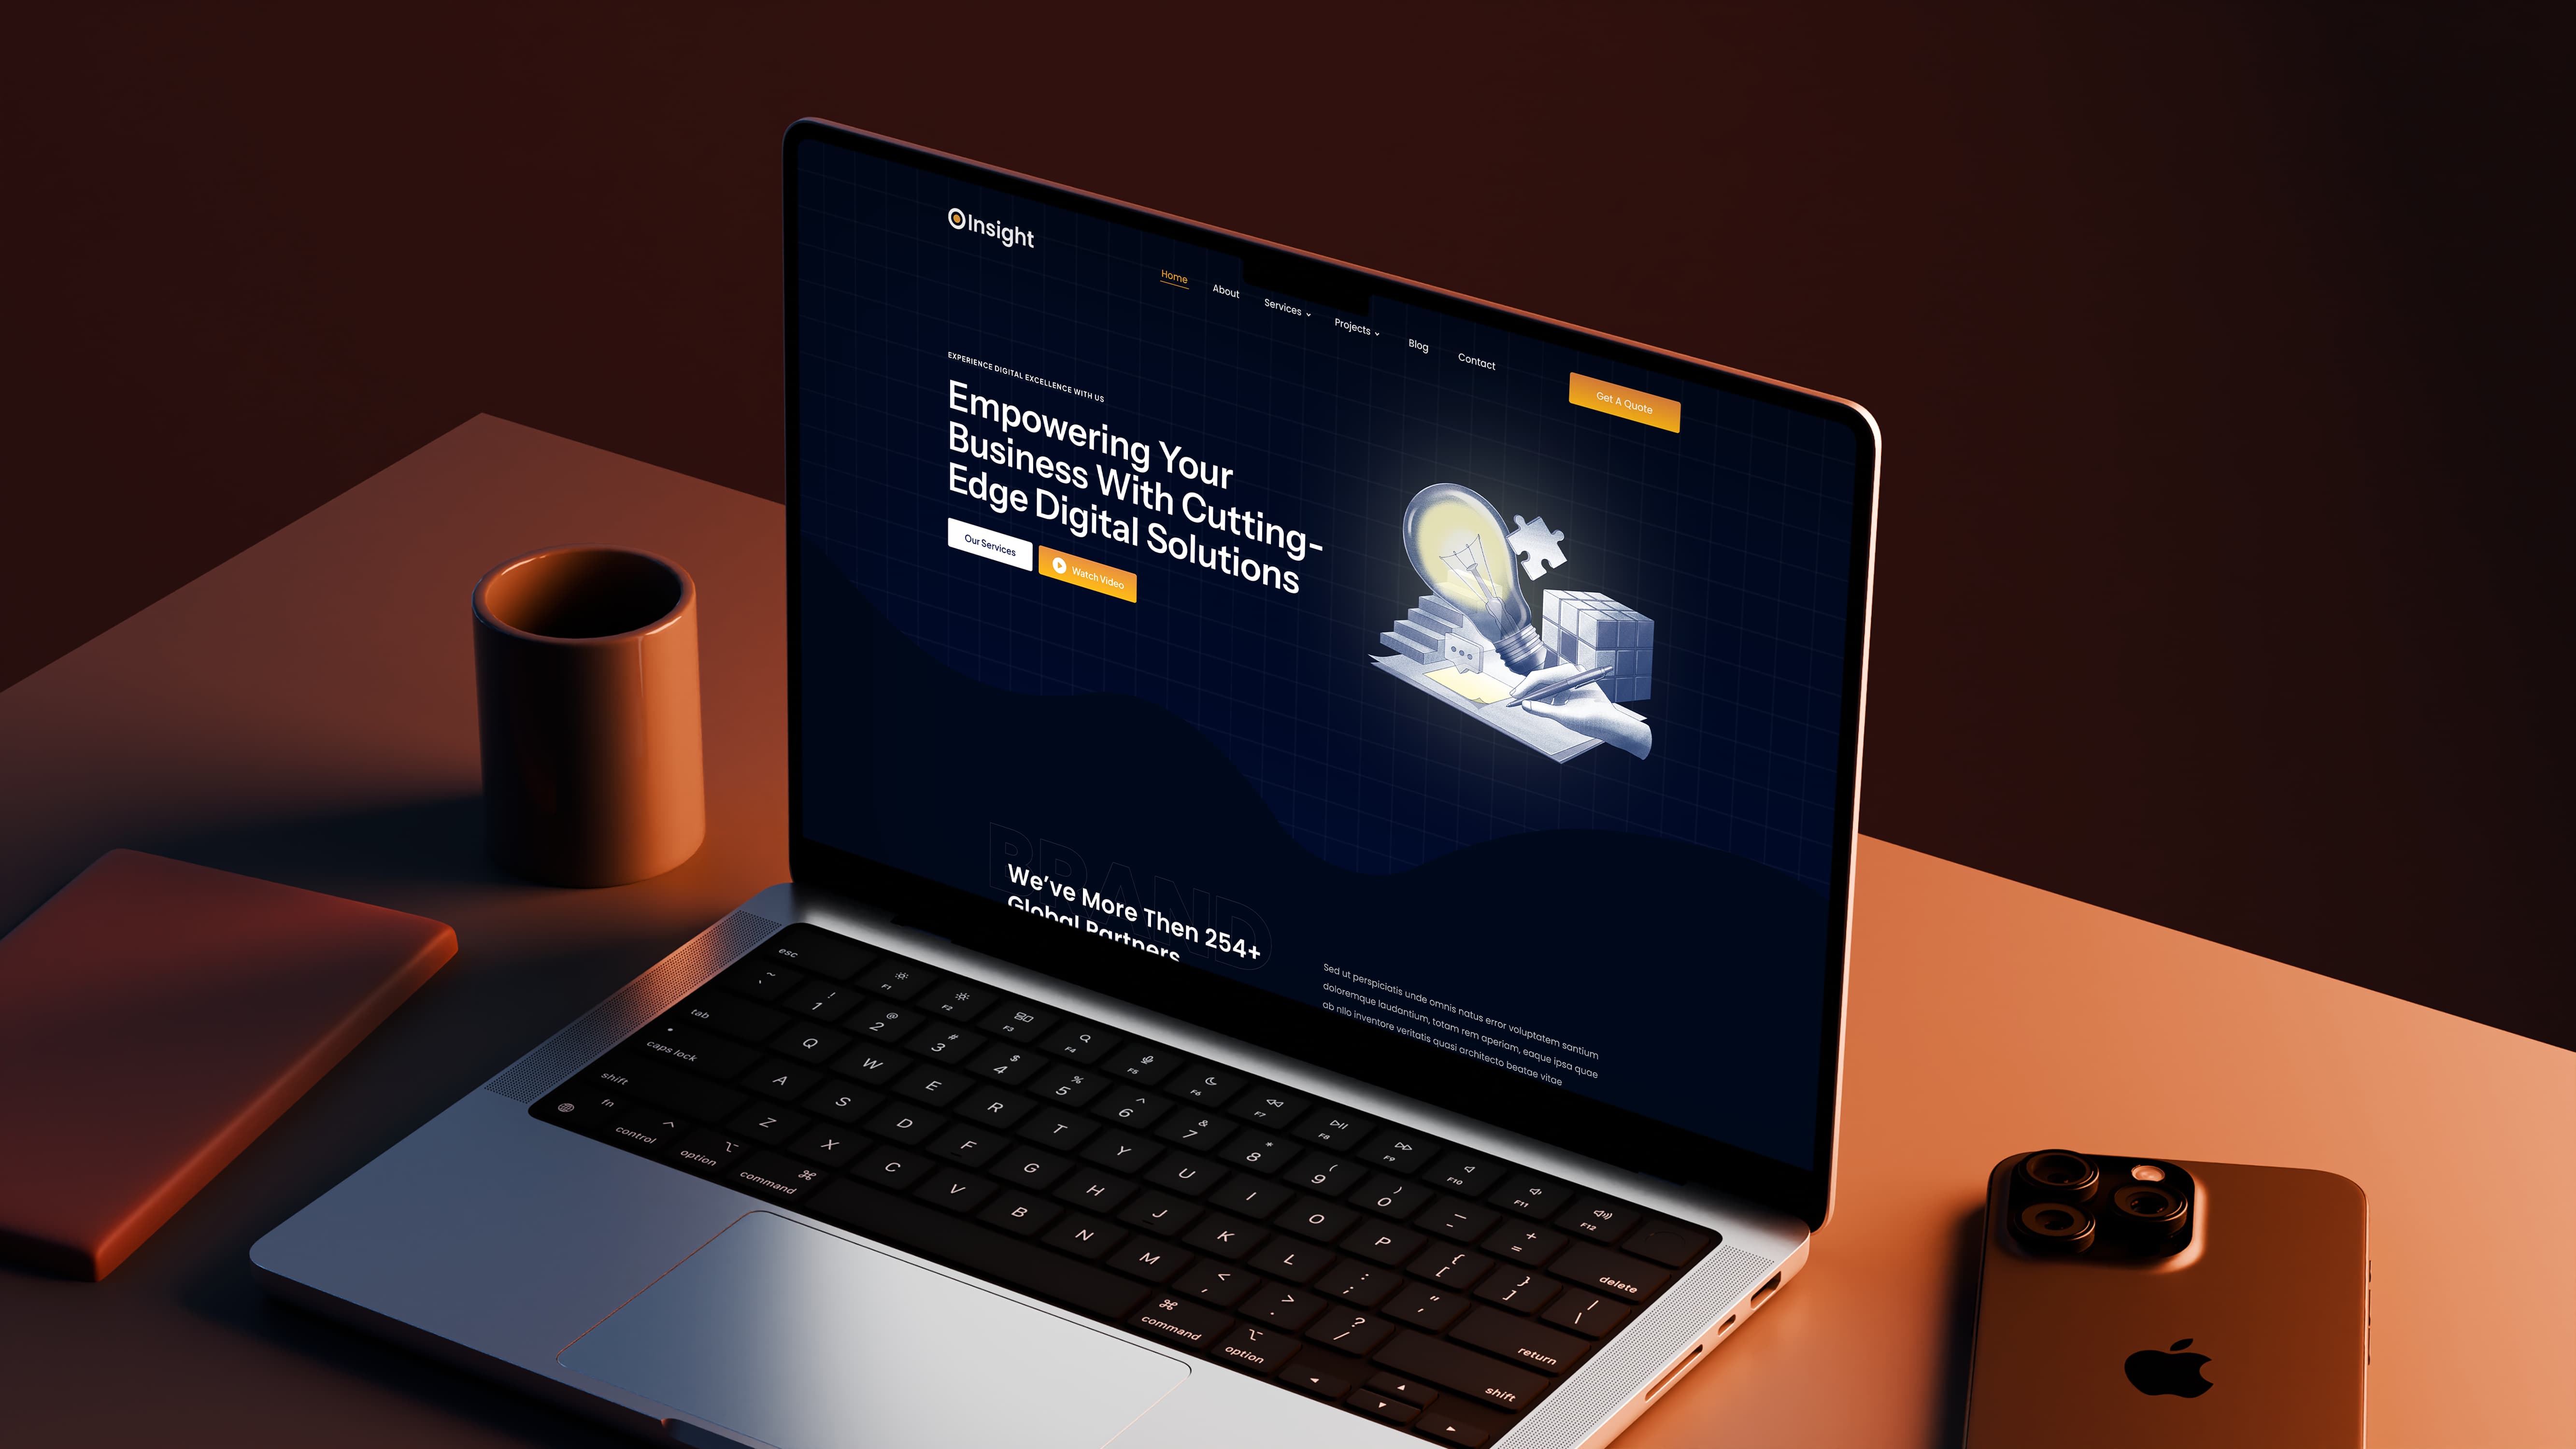 Insight
Home
About
Services
Projects
Blog
Contact
Get A Quote
EXPERIENCE DIGITAL EXCELLENCE WITH US
Empowering Your
Business With Cutting-
Edge Digital Solutions
Our Services
Watch Video
BRAND
We’ve More Then 254+
Global Partners
Sed ut perspiciatis unde omnis natus error voluptatem santium
doloremque laudantium, totam rem aperiam, eaque ipsa quae
ab nllo inventore veritatis quasi architecto beatae vitae
esc
F1
F2
F3
F4
F5
F6
F7
F8
F9
F10
F11
F12
~ `
! 1
@ 2
# 3
$ 4
% 5
^ 6
& 7
* 8
( 9
) 0
— -
+ =
delete
tab
Q W E R T Y U I O P
{ [
} ]
| \
caps lock
A S D F G H J K L
: ;
" '
return
shift
Z X C V B N M
< ,
> .
? /
shift
fn
control
option
command
command
option